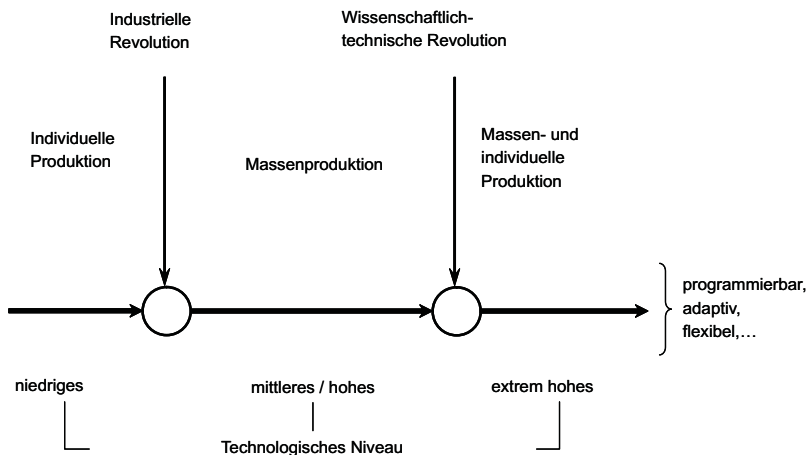 Industrielle
Revolution
Wissenschaftlich-
technische Revolution
Individuelle
Produktion
Massenproduktion
Massen- und
individuelle
Produktion
programmierbar,
adaptiv,
flexibel,...
niedriges
mittleres / hohes
extrem hohes
Technologisches Niveau